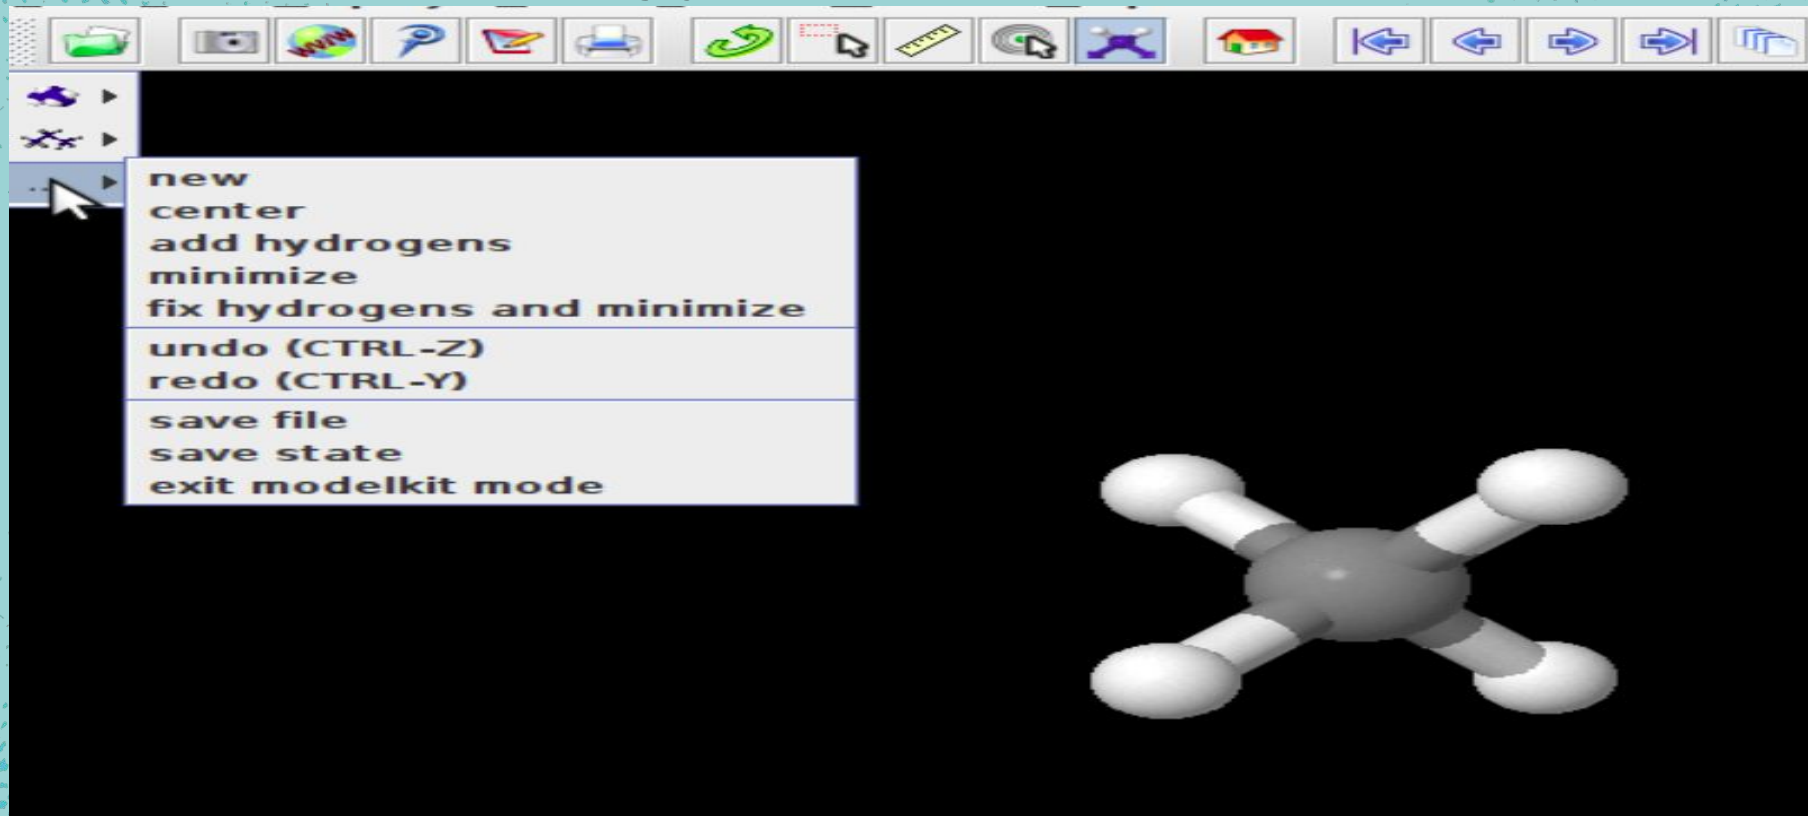 WWW
...
new
center
add hydrogens
minimize
fix hydrogens and minimize
undo (CTRL-Z)
redo (CTRL-Y)
save file
save state
exit modelkit mode